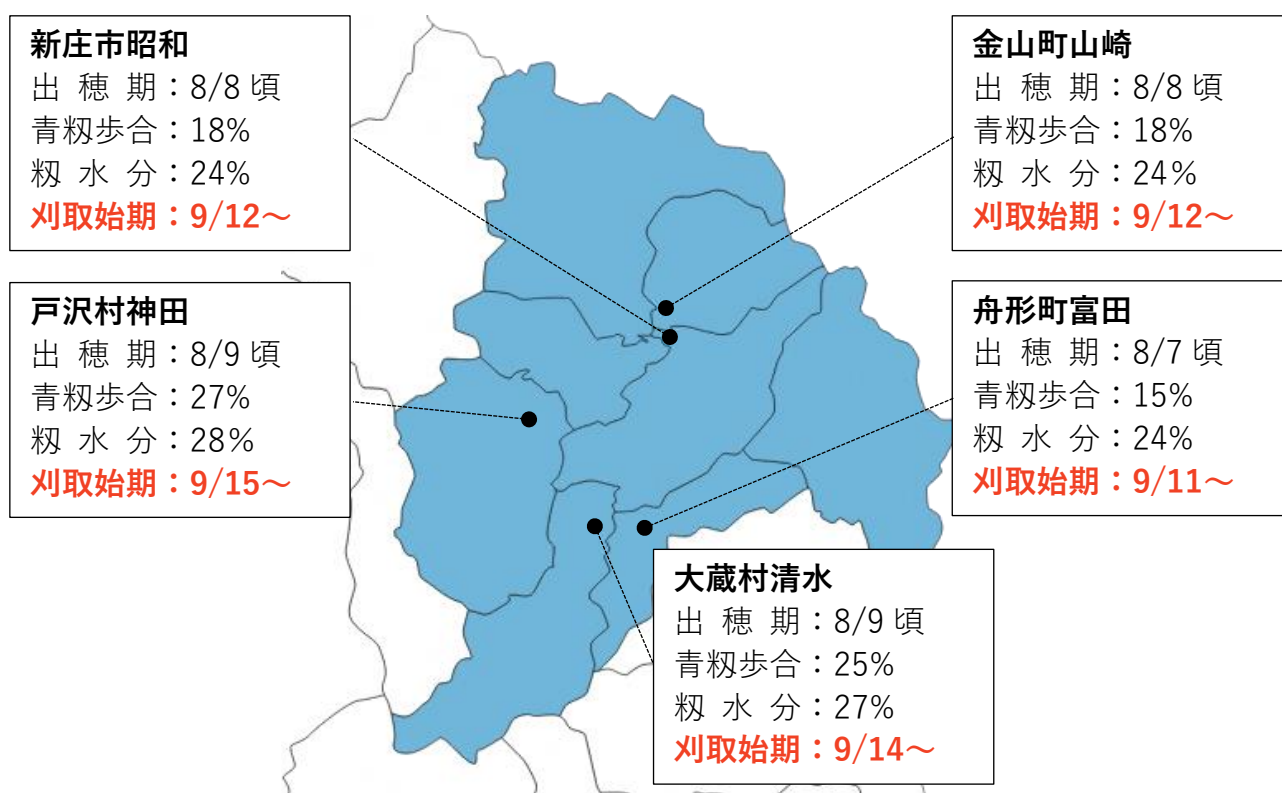 新庄市昭和
出 穂 期：8/8 頃
青籾歩合：18%
籾 水 分：24%
刈取始期：9/12～
金山町山崎
出 穂 期：8/8 頃
青籾歩合：18%
籾 水 分：24%
刈取始期：9/12～
戸沢村神田
出 穂 期：8/9 頃
青籾歩合：27%
籾 水 分：28%
刈取始期：9/15～
舟形町富田
出 穂 期：8/7 頃
青籾歩合：15%
籾 水 分：24%
刈取始期：9/11～
大蔵村清水
出 穂 期：8/9 頃
青籾歩合：25%
籾 水 分：27%
刈取始期：9/14～